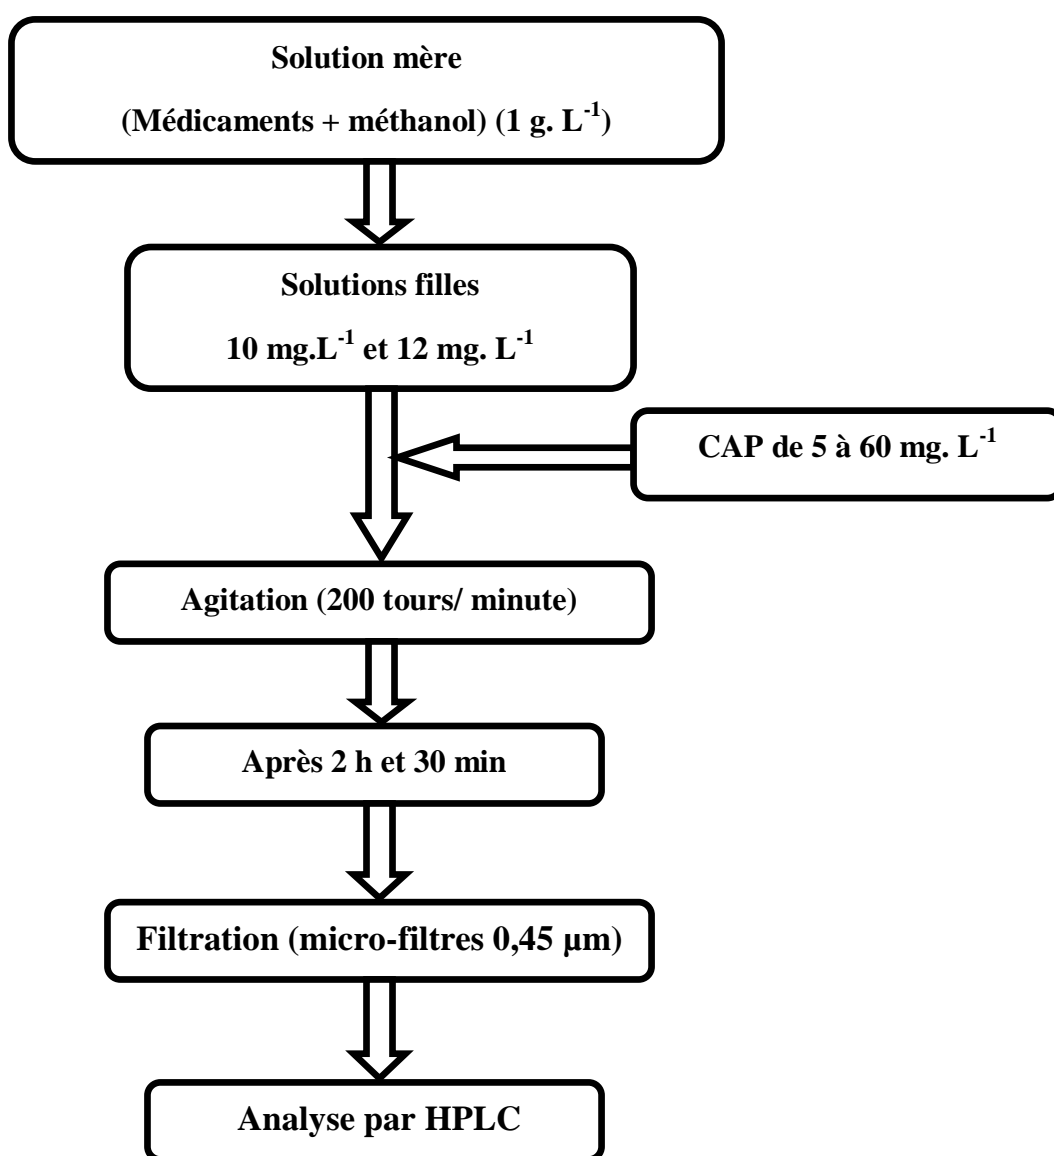 Solution mère
(Médicaments + méthanol) (1 g. L⁻¹)
Solutions filles
10 mg.L⁻¹ et 12 mg. L⁻¹
CAP de 5 à 60 mg. L⁻¹
Agitation (200 tours/ minute)
Après 2 h et 30 min
Filtration (micro-filtres 0,45 µm)
Analyse par HPLC